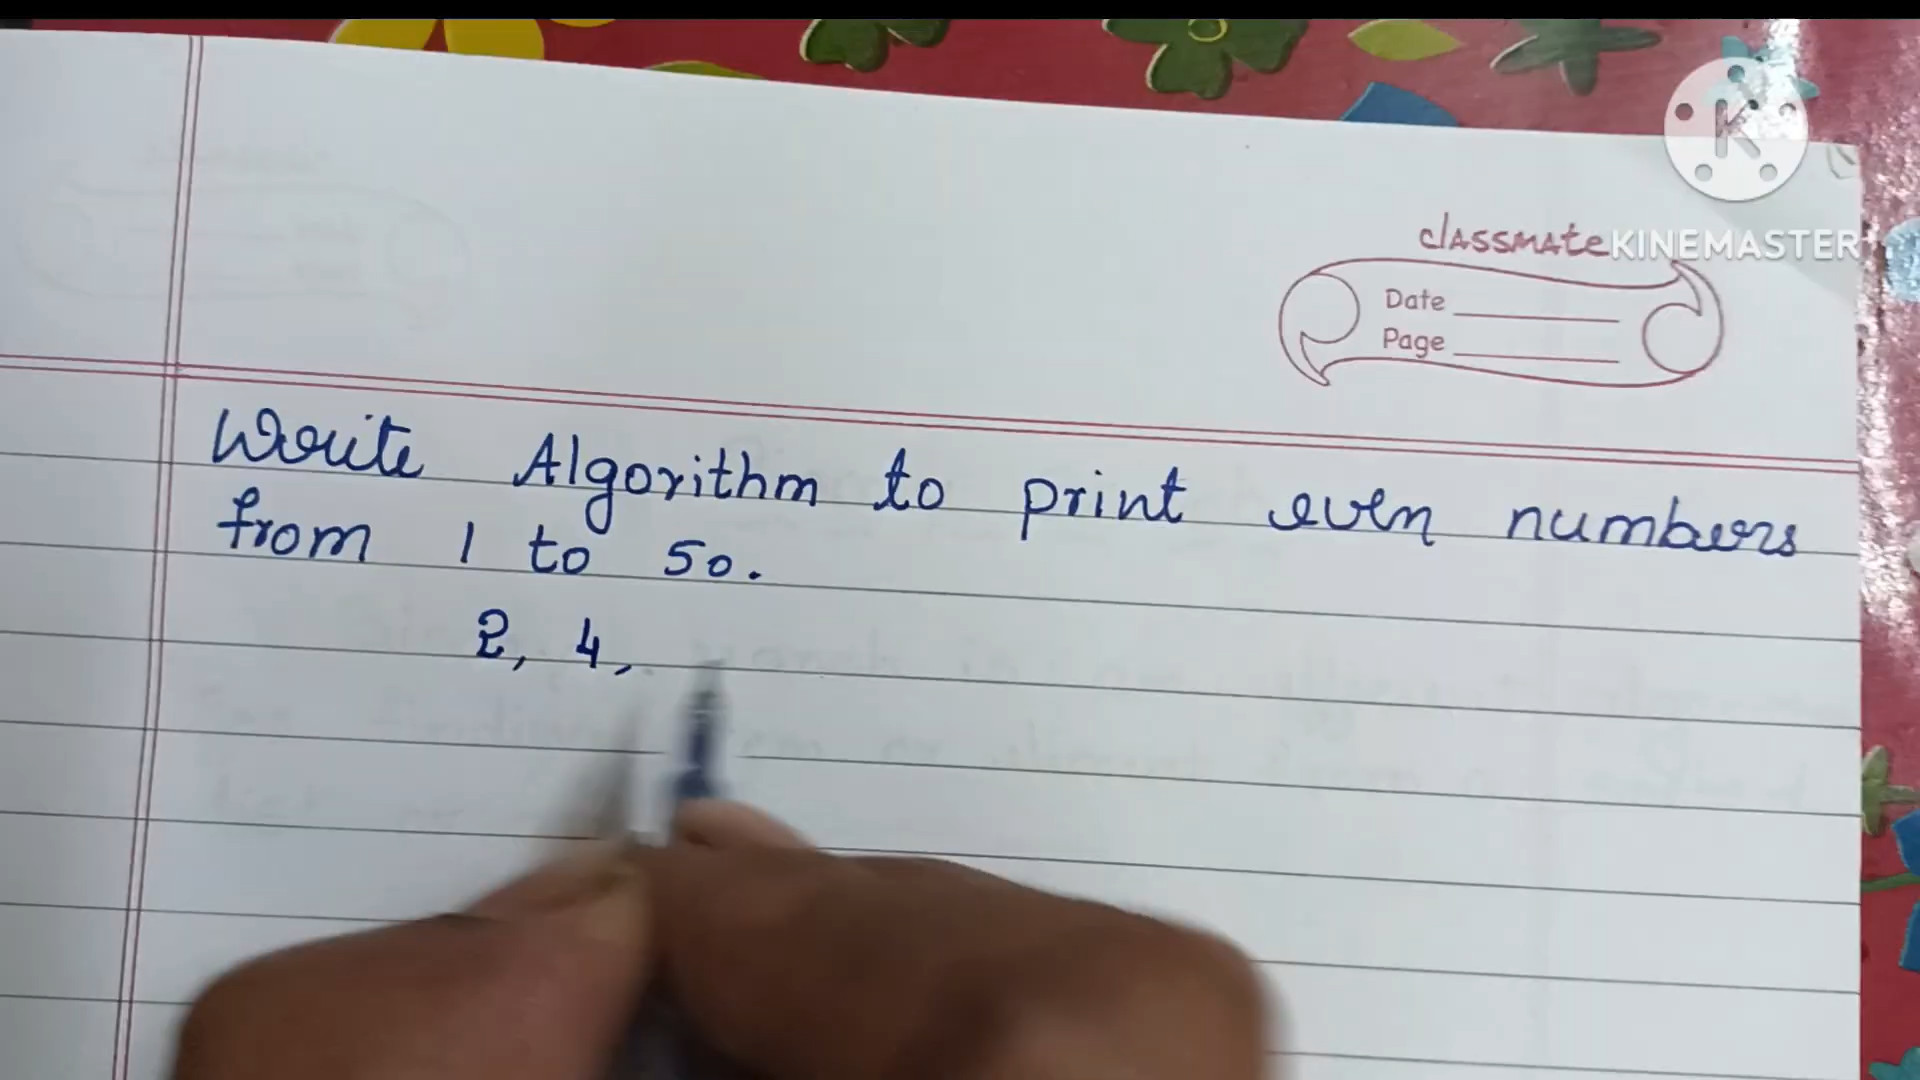 KINEMASTER
classmate
Date
Page
Write Algorithm to print even numbers
from 1 to 50.
2, 4,